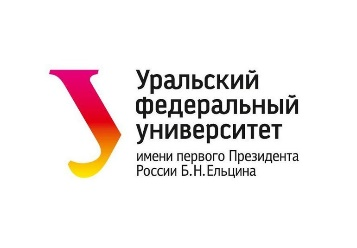 У
Уральский
федеральный
университет
имени первого Президента
России Б.Н.Ельцина